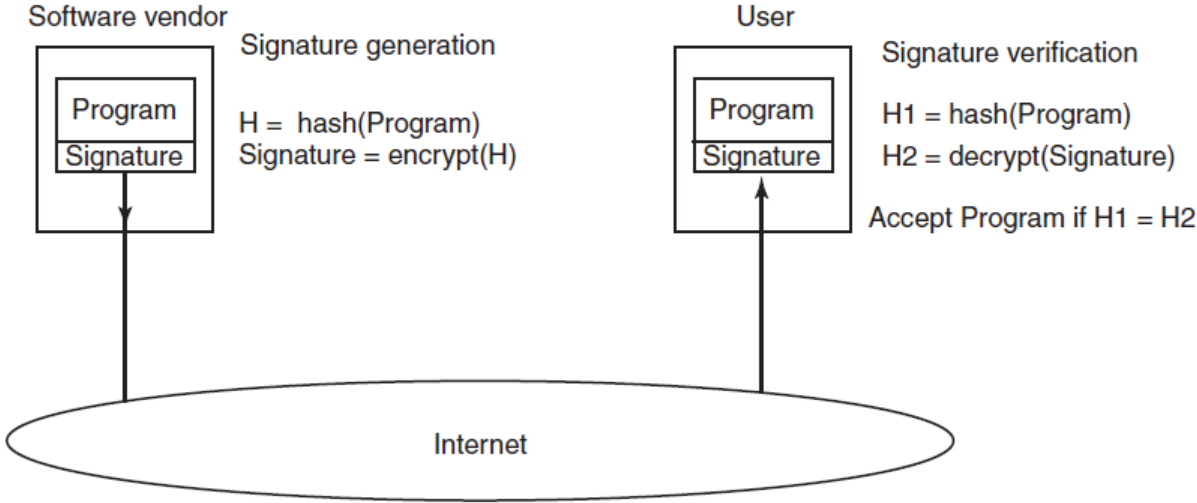 Software vendor
Signature generation
Program
Signature
H = hash(Program)
Signature = encrypt(H)
User
Signature verification
Program
Signature
H1 = hash(Program)
H2 = decrypt(Signature)
Accept Program if H1 = H2
Internet